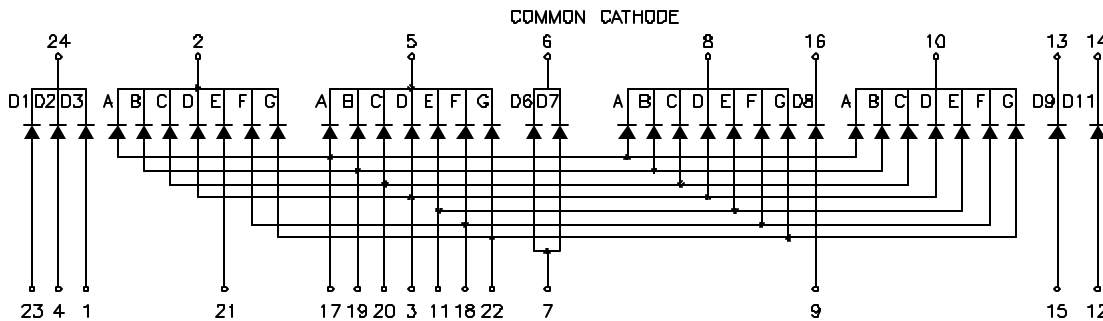 COMMON CATHODE
24 2 5 6 8 16 10 13 14
D1 D2 D3 A B C D E F G A B C D E F G D6 D7 A B C D E F G D8 A B C D E F G D9 D11
23 4 1 21 17 19 20 3 11 18 22 7 9 15 12